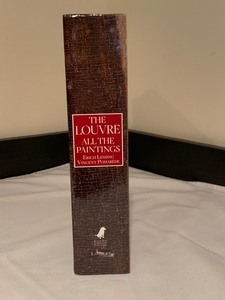 THE
LOUVRE
ALL THE
PAINTINGS
ERICH LESSING
VINCENT POMARÈDE